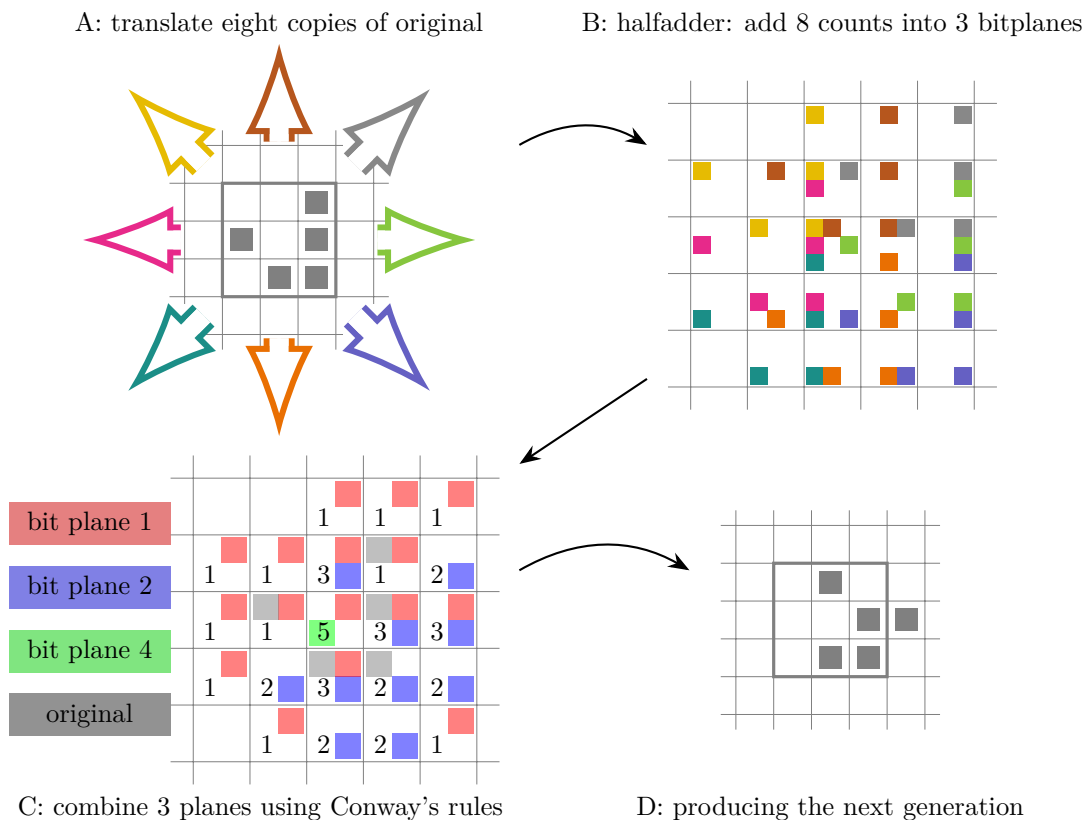 A: translate eight copies of original
B: halfadder: add 8 counts into 3 bitplanes
1 1 1
bit plane 1
1 1 3 1 2
bit plane 2
1 1 5 3 3
bit plane 4
1 2 3 2 2
original
1 2 2 1
C: combine 3 planes using Conway's rules
D: producing the next generation